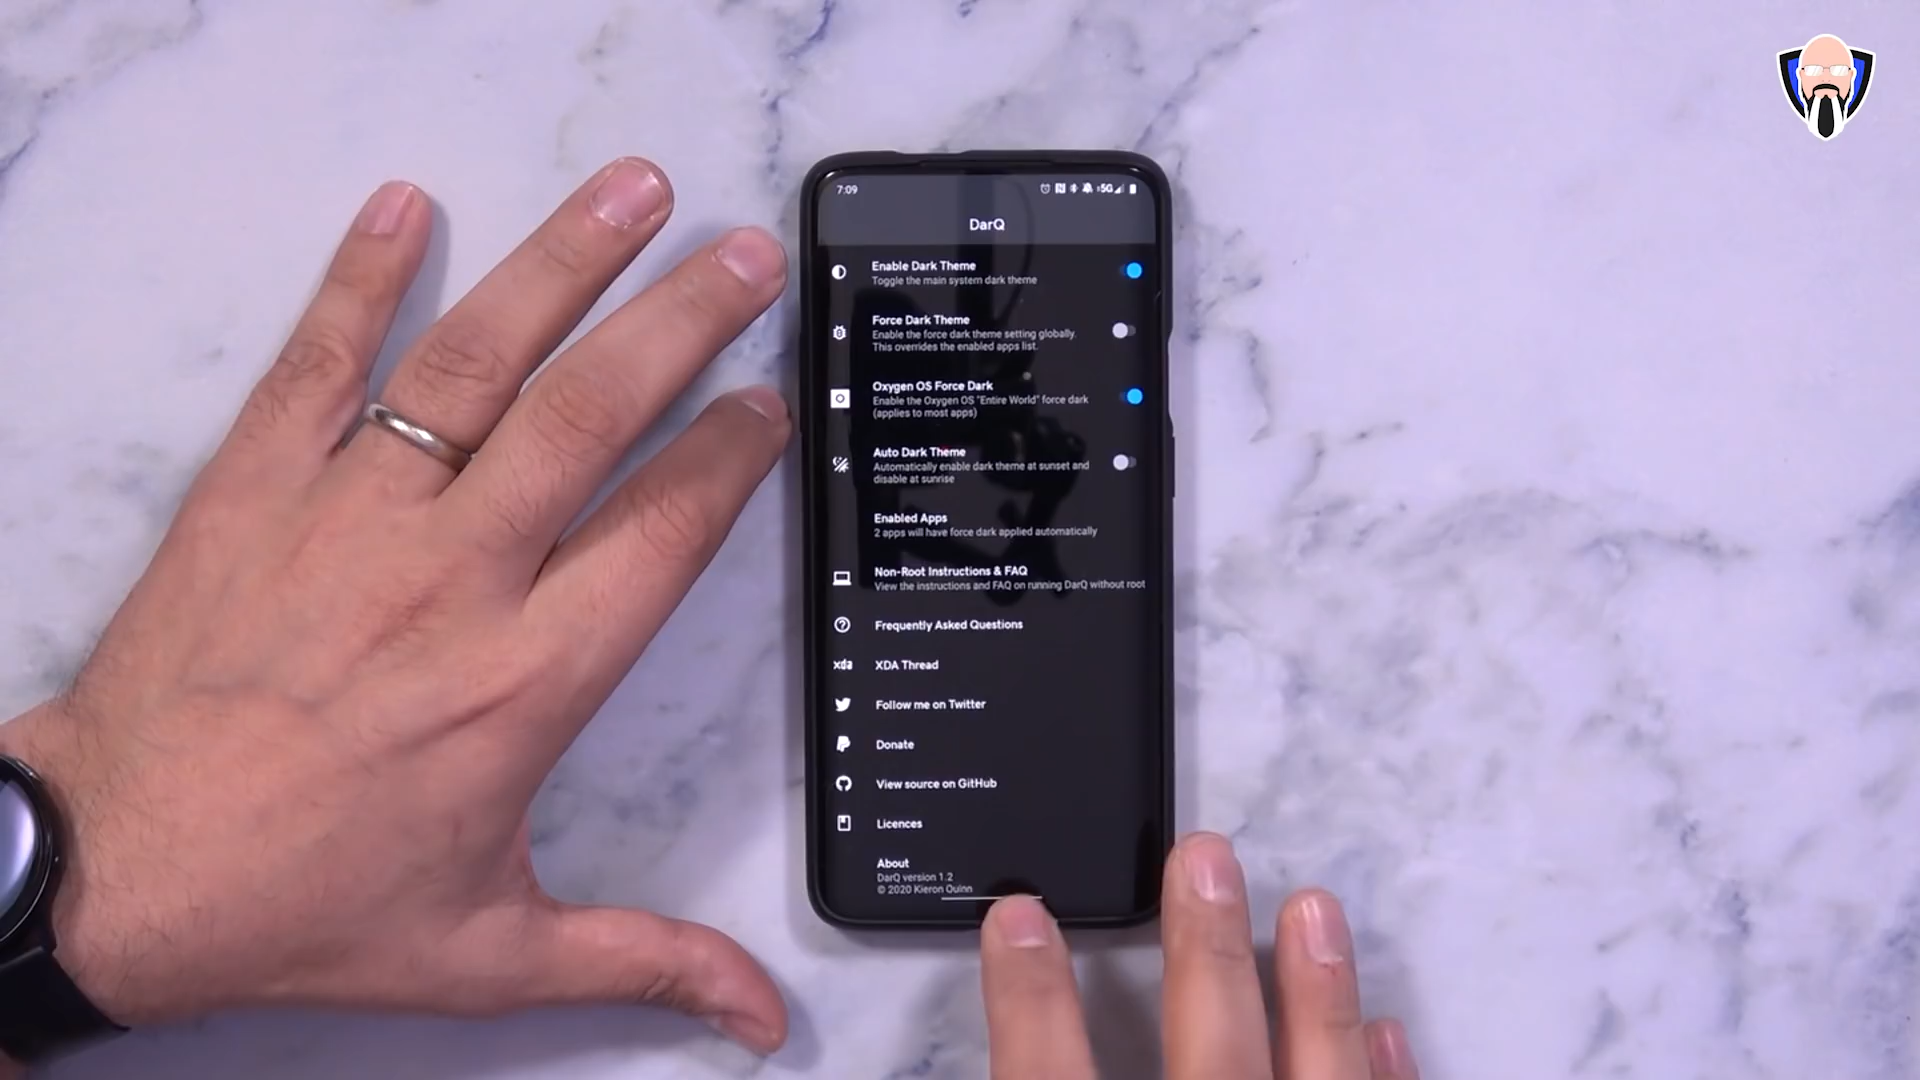 7:09
5G
DarQ
Enable Dark Theme
Toggle the main system dark theme
Force Dark Theme
Enable the force dark theme setting globally.
This overrides the enabled apps list.
Oxygen OS Force Dark
Enable the Oxygen OS "Entire World" force dark
(applies to most apps)
Auto Dark Theme
Automatically enable dark theme at sunset and
disable at sunrise
Enabled Apps
2 apps will have force dark applied automatically
Non-Root Instructions & FAQ
View the instructions and FAQ on running DarQ without root
Frequently Asked Questions
xda XDA Thread
Follow me on Twitter
Donate
View source on GitHub
Licences
About
DarQ version 1.2
© 2020 Kieron Quinn